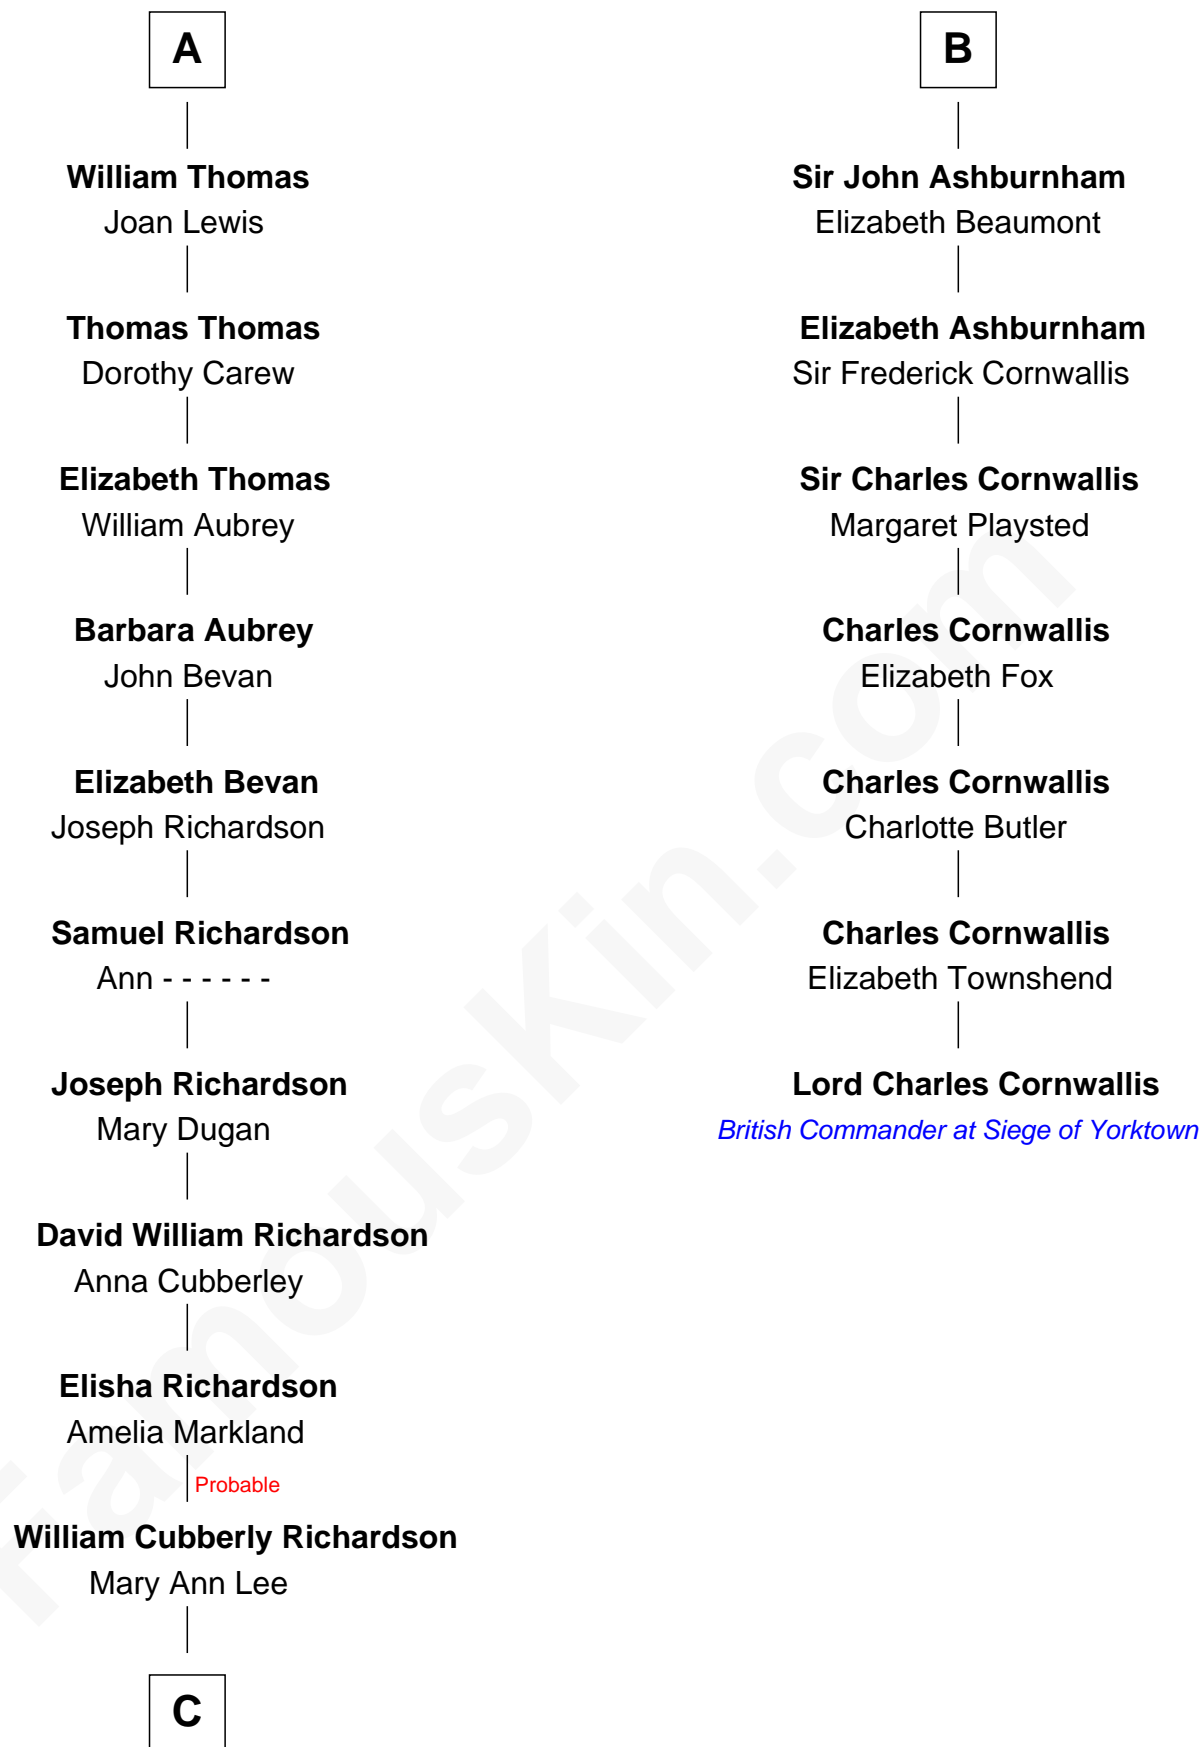 A
William Thomas
Joan Lewis
Thomas Thomas
Dorothy Carew
Elizabeth Thomas
William Aubrey
Barbara Aubrey
John Bevan
Elizabeth Bevan
Joseph Richardson
Samuel Richardson
Ann - - - - - -
Joseph Richardson
Mary Dugan
David William Richardson
Anna Cubberley
Elisha Richardson
Amelia Markland
Probable
William Cubberly Richardson
Mary Ann Lee
C
B
Sir John Ashburnham
Elizabeth Beaumont
Elizabeth Ashburnham
Sir Frederick Cornwallis
Sir Charles Cornwallis
Margaret Playsted
Charles Cornwallis
Elizabeth Fox
Charles Cornwallis
Charlotte Butler
Charles Cornwallis
Elizabeth Townshend
Lord Charles Cornwallis
British Commander at Siege of Yorktown
FamousKin.com